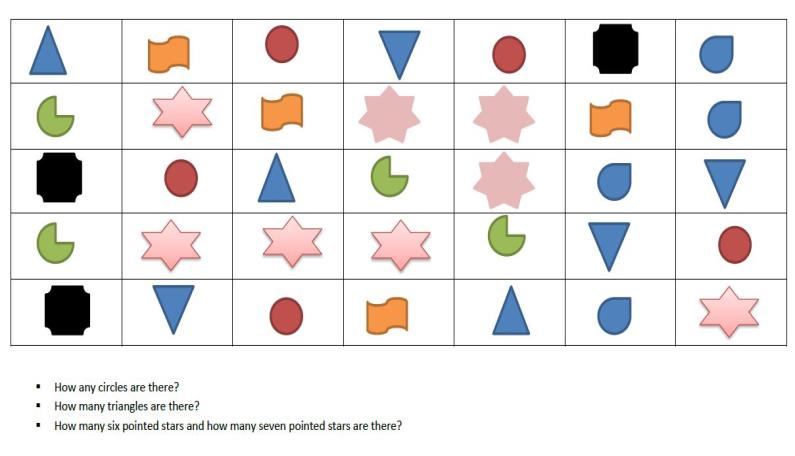 ▪ How any circles are there?
▪ How many triangles are there?
▪ How many six pointed stars and how many seven pointed stars are there?